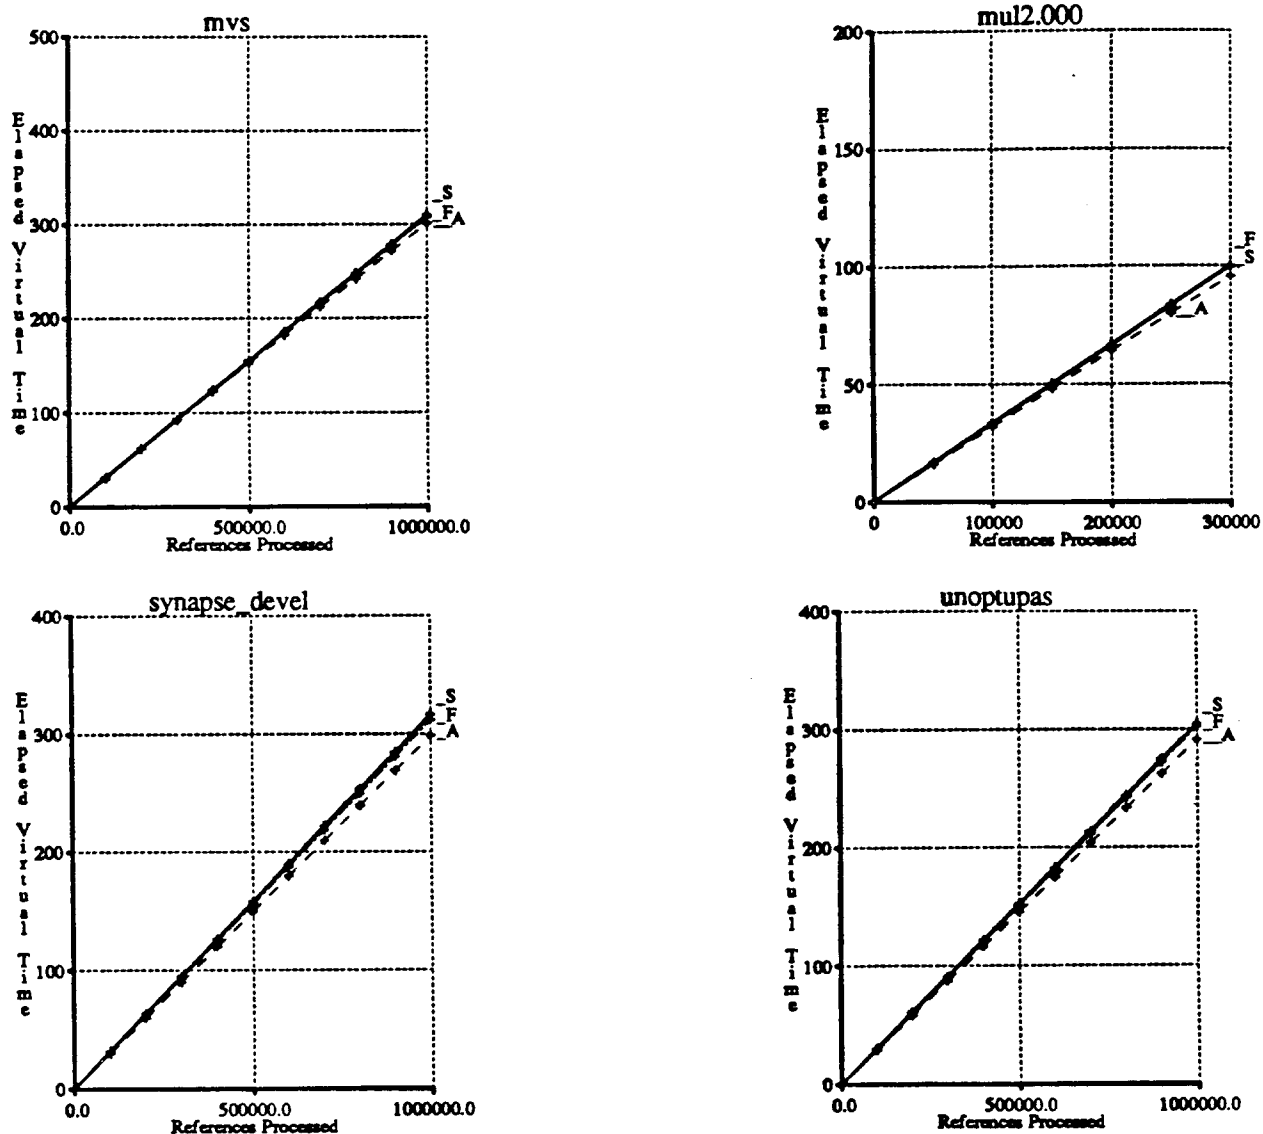 mvs
500
400
300
200
100
0
Elapsed Virtual Time
S
F
A
0.0 500000.0 1000000.0
References Processed
mul2.000
200
150
100
50
0
Elapsed Virtual Time
F
S
A
0 100000 200000 300000
References Processed
synapse_devel
400
300
200
100
0
Elapsed Virtual Time
S
F
A
0.0 500000.0 1000000.0
References Processed
unoptupas
400
300
200
100
0
Elapsed Virtual Time
S
F
A
0.0 500000.0 1000000.0
References Processed